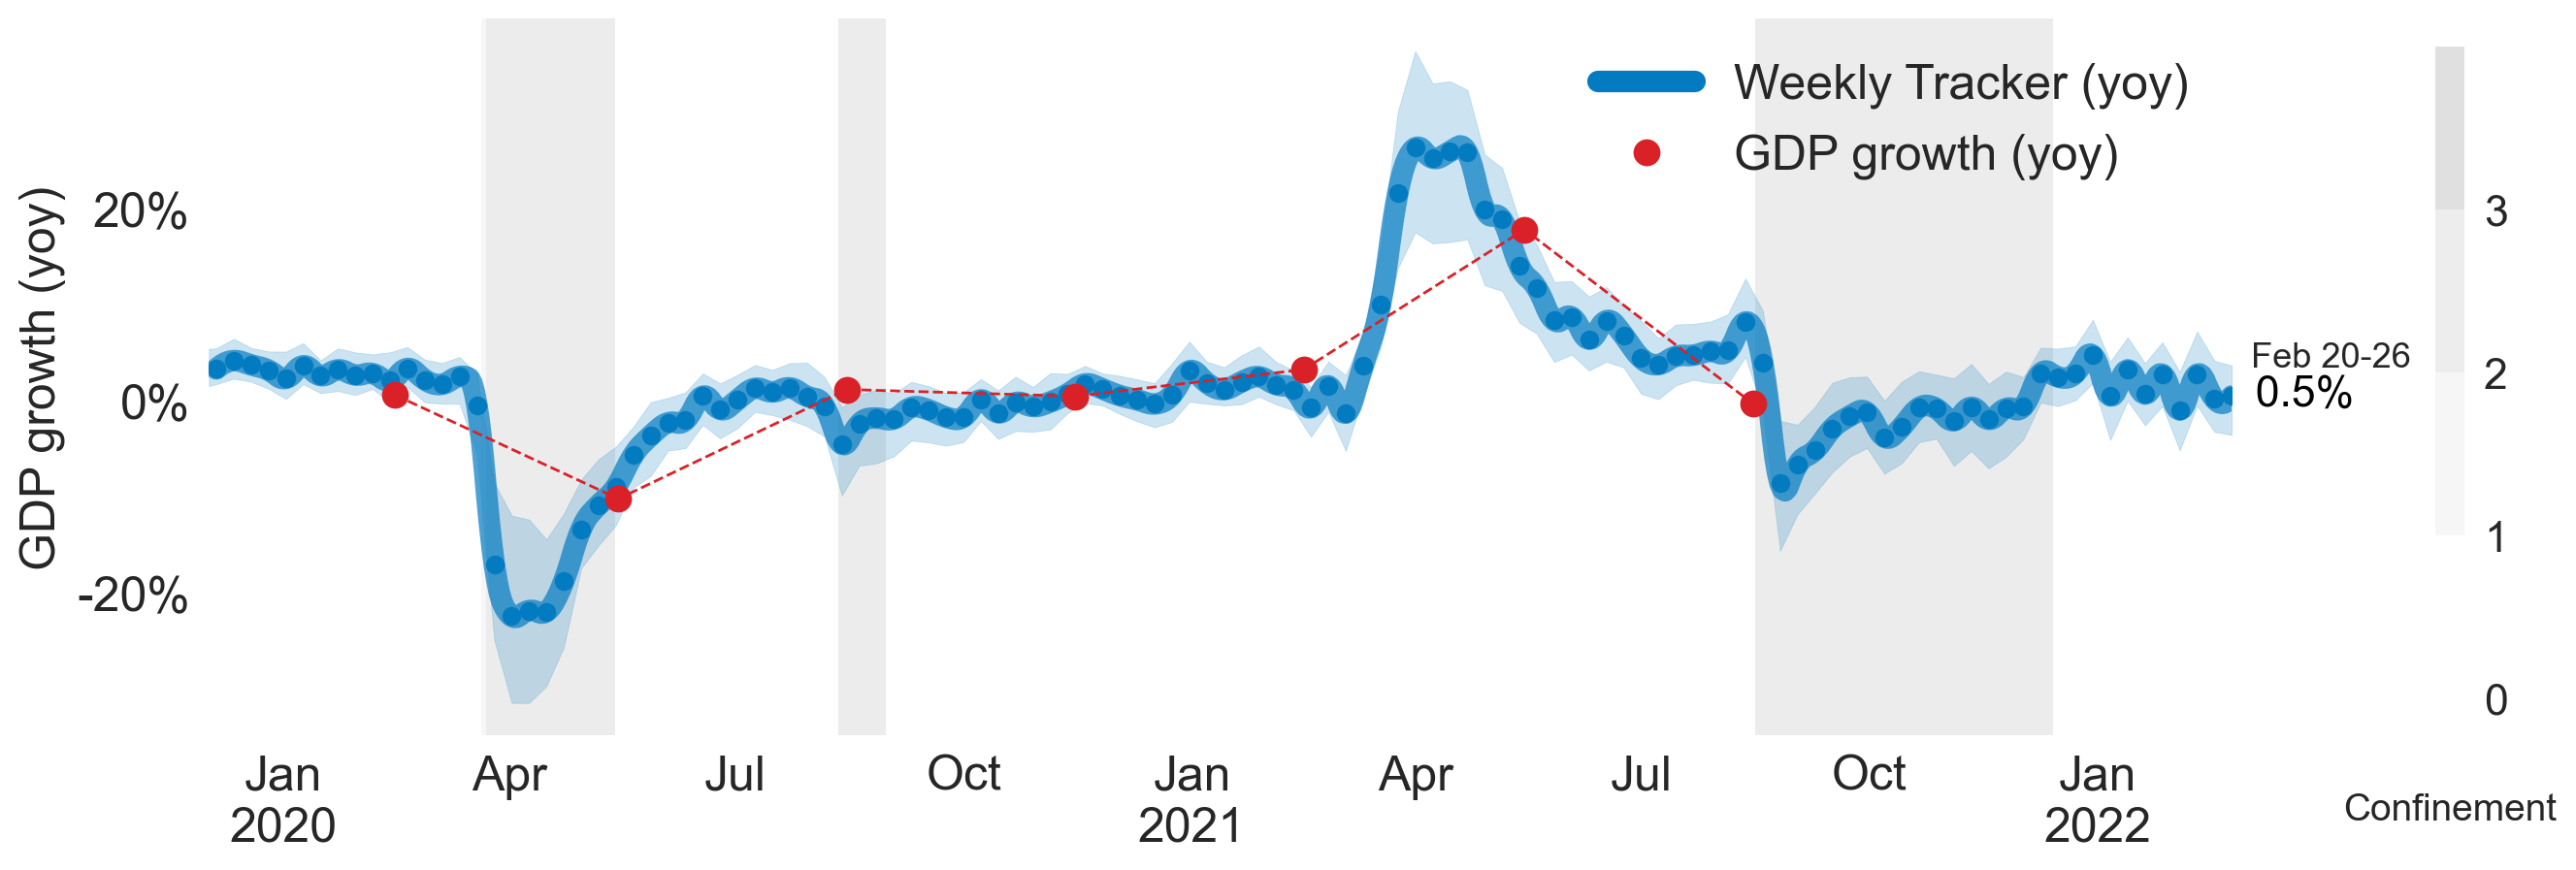 Weekly Tracker (yoy)
GDP growth (yoy)
GDP growth (yoy)
20%
0%
-20%
Feb 20-26
0.5%
3
2
1
0
Jan
2020
Apr
Jul
Oct
Jan
2021
Apr
Jul
Oct
Jan
2022
Confinement